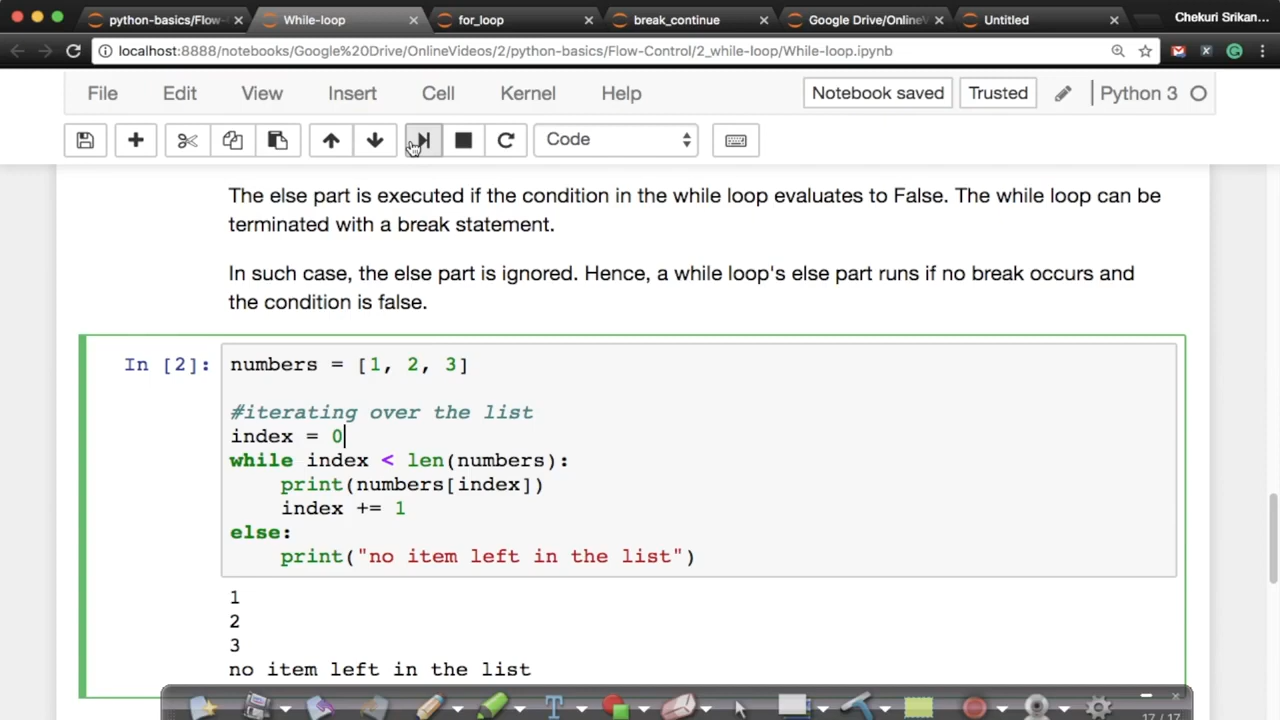 python-basics/Flow-
While-loop
for_loop
break_continue
Google Drive/OnlineV
Untitled
Chekuri Srikan...
localhost:8888/notebooks/Google%20Drive/OnlineVideos/2/python-basics/Flow-Control/2_while-loop/While-loop.ipynb
File Edit View Insert Cell Kernel Help
Notebook saved
Trusted
Python 3
Code
The else part is executed if the condition in the while loop evaluates to False. The while loop can be
terminated with a break statement.
In such case, the else part is ignored. Hence, a while loop's else part runs if no break occurs and
the condition is false.
In [2]:
numbers = [1, 2, 3]
#iterating over the list
index = 0
while index < len(numbers):
    print(numbers[index])
    index += 1
else:
    print("no item left in the list")
1
2
3
no item left in the list
17 / 17